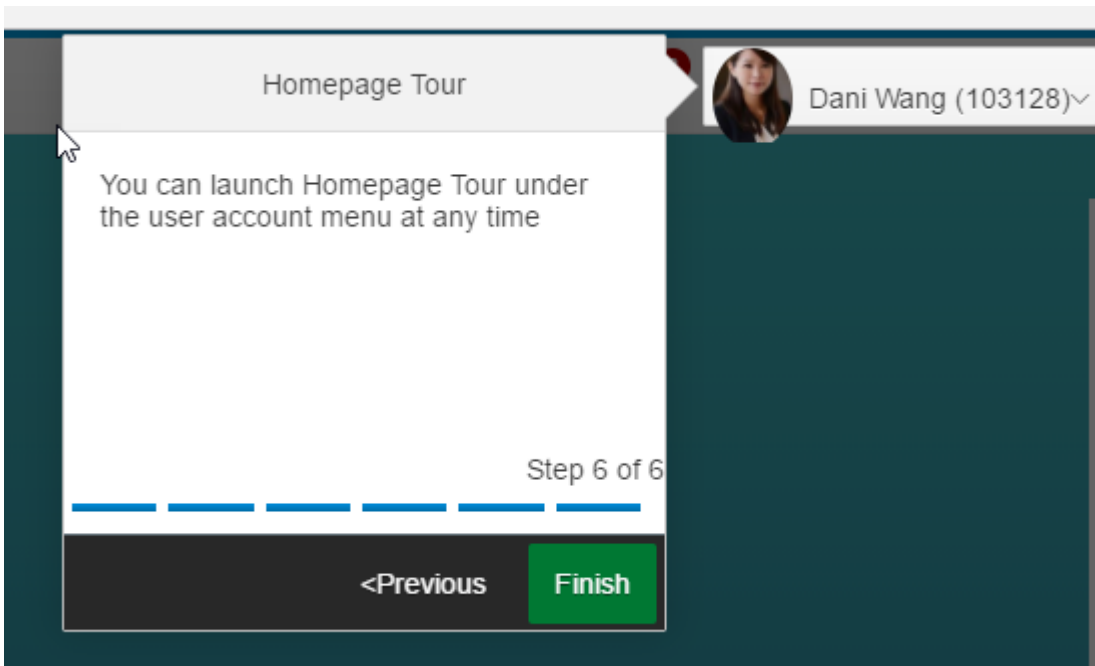 Homepage Tour
Dani Wang (103128)
You can launch Homepage Tour under
the user account menu at any time
Step 6 of 6
<Previous
Finish